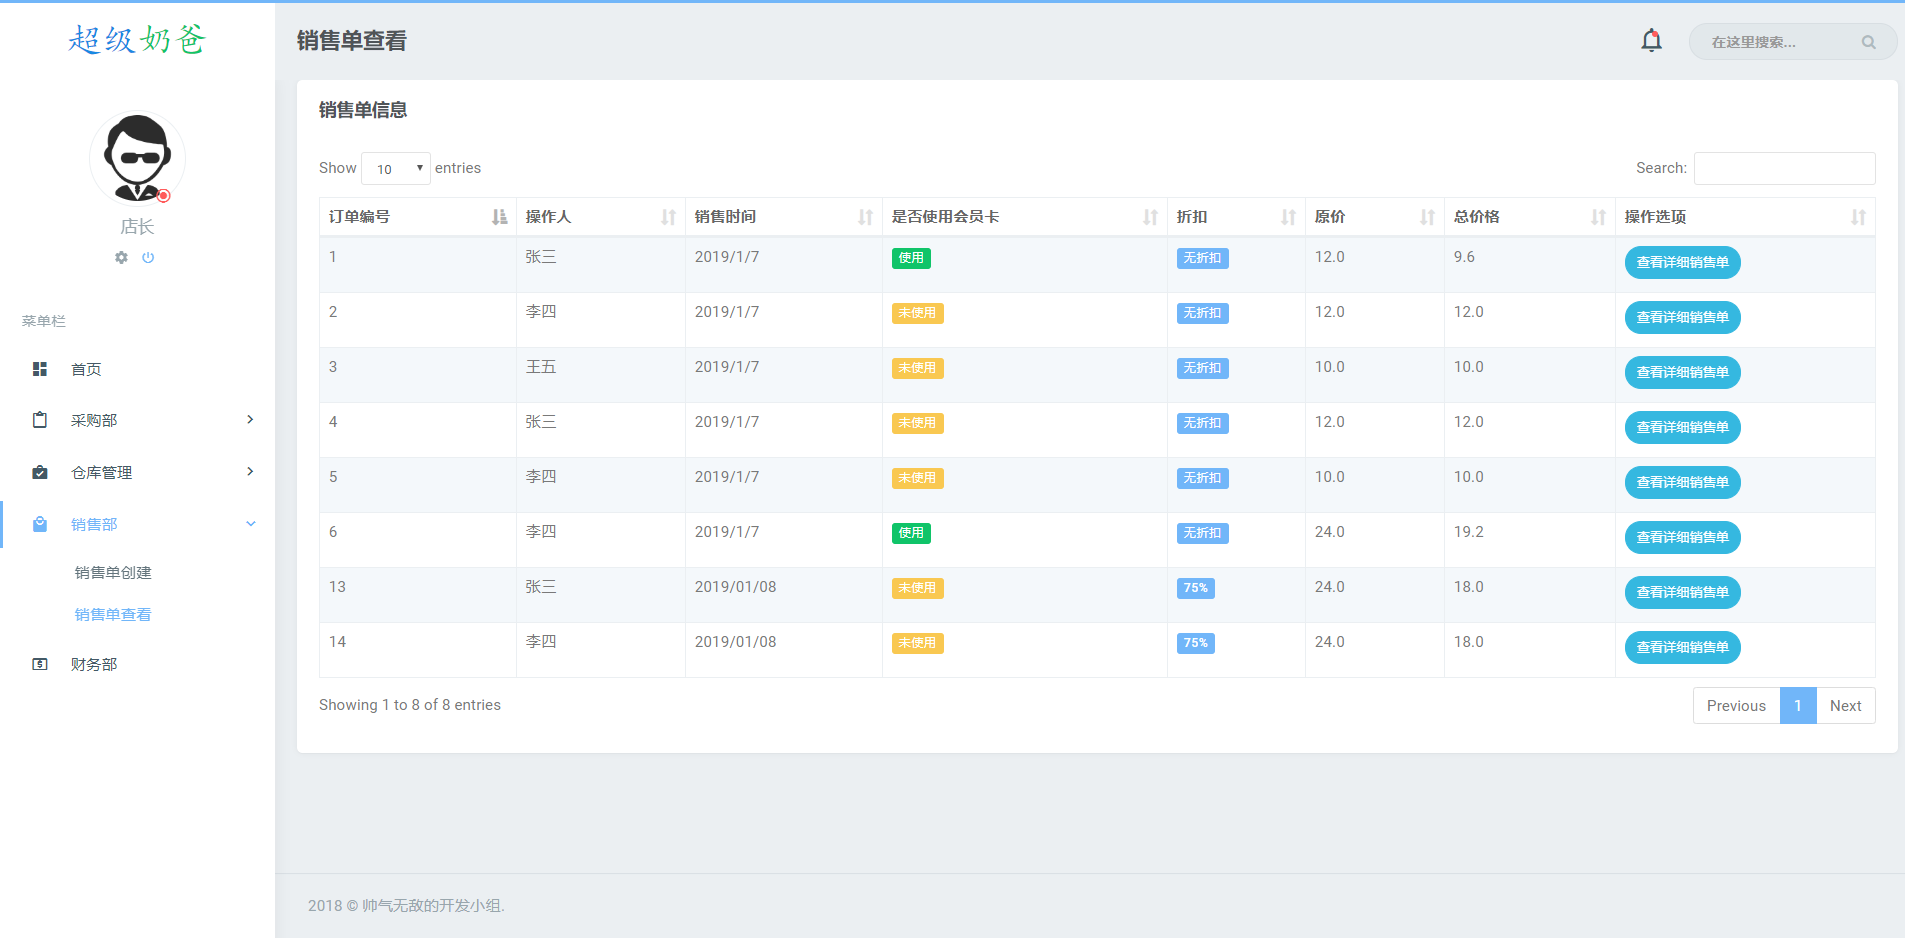 超级奶爸
店长
菜单栏
首页
采购部
仓库管理
销售部
销售单创建
销售单查看
财务部
销售单查看
在这里搜索...
销售单信息
Show 10 entries
Search:
订单编号 操作人 销售时间 是否使用会员卡 折扣 原价 总价格 操作选项
1 张三 2019/1/7 使用 无折扣 12.0 9.6 查看详细销售单
2 李四 2019/1/7 未使用 无折扣 12.0 12.0 查看详细销售单
3 王五 2019/1/7 未使用 无折扣 10.0 10.0 查看详细销售单
4 张三 2019/1/7 未使用 无折扣 12.0 12.0 查看详细销售单
5 李四 2019/1/7 未使用 无折扣 10.0 10.0 查看详细销售单
6 李四 2019/1/7 使用 无折扣 24.0 19.2 查看详细销售单
13 张三 2019/01/08 未使用 75% 24.0 18.0 查看详细销售单
14 李四 2019/01/08 未使用 75% 24.0 18.0 查看详细销售单
Showing 1 to 8 of 8 entries
Previous 1 Next
2018 © 帅气无敌的开发小组.